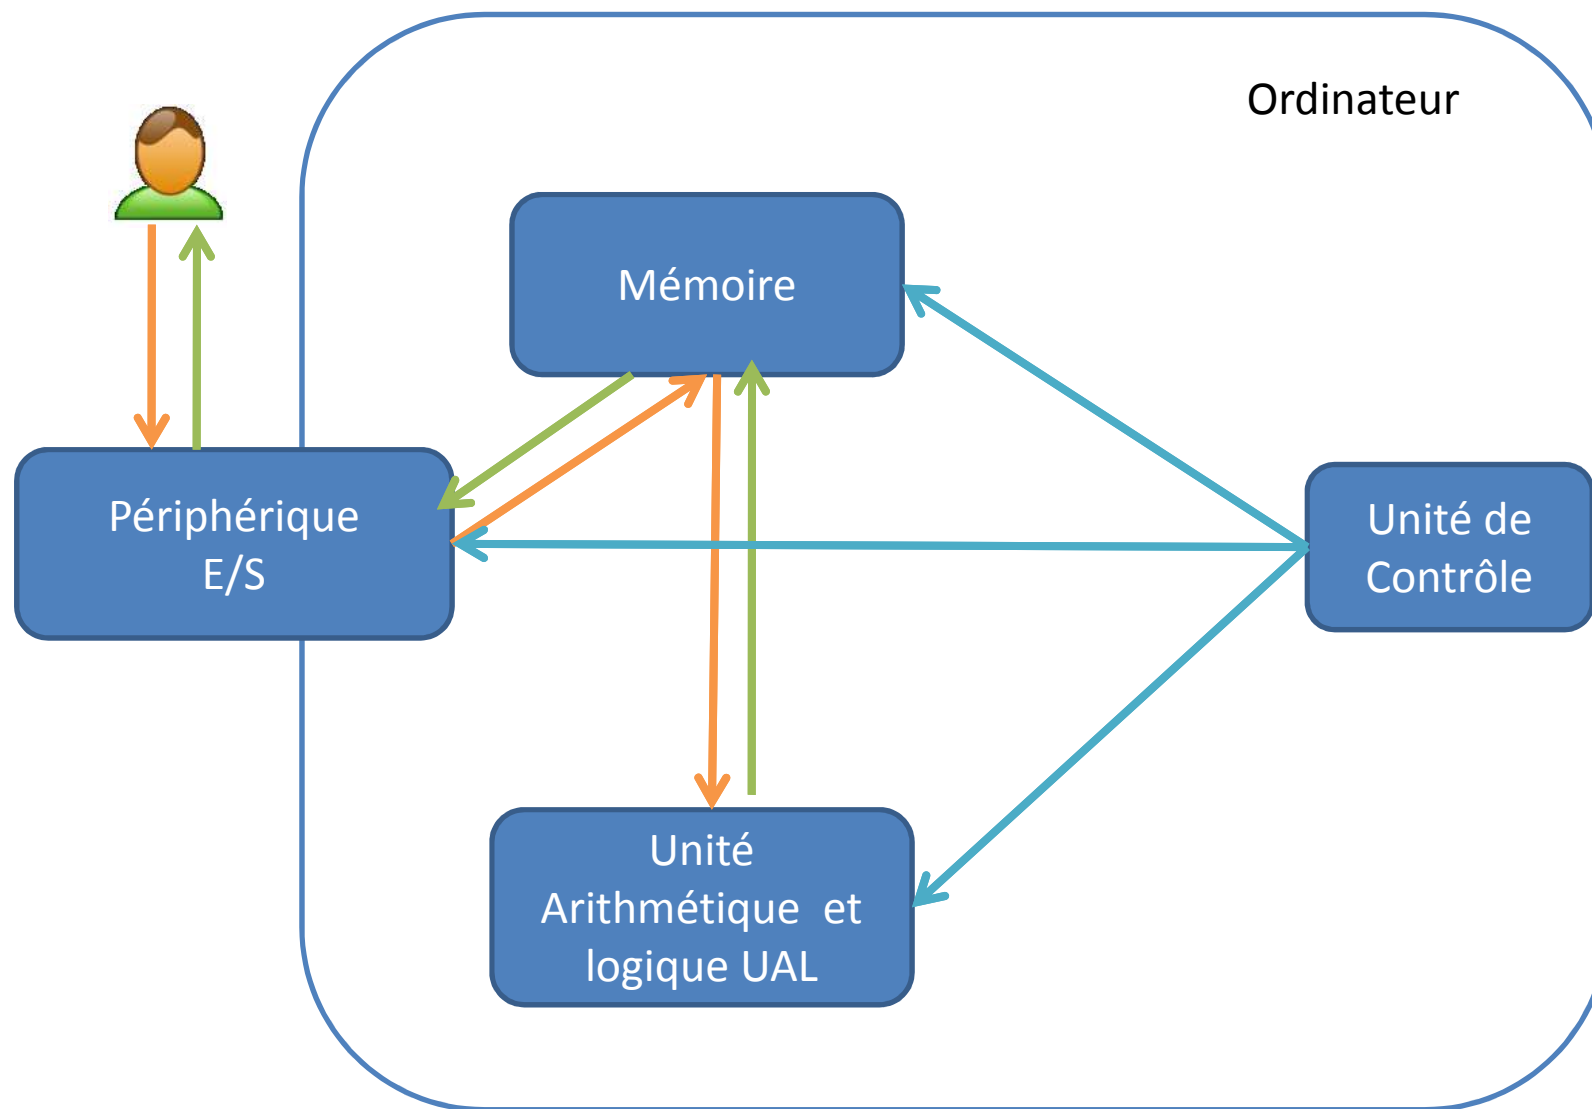 Ordinateur
Mémoire
Périphérique
E/S
Unité de
Contrôle
Unité
Arithmétique et
logique UAL